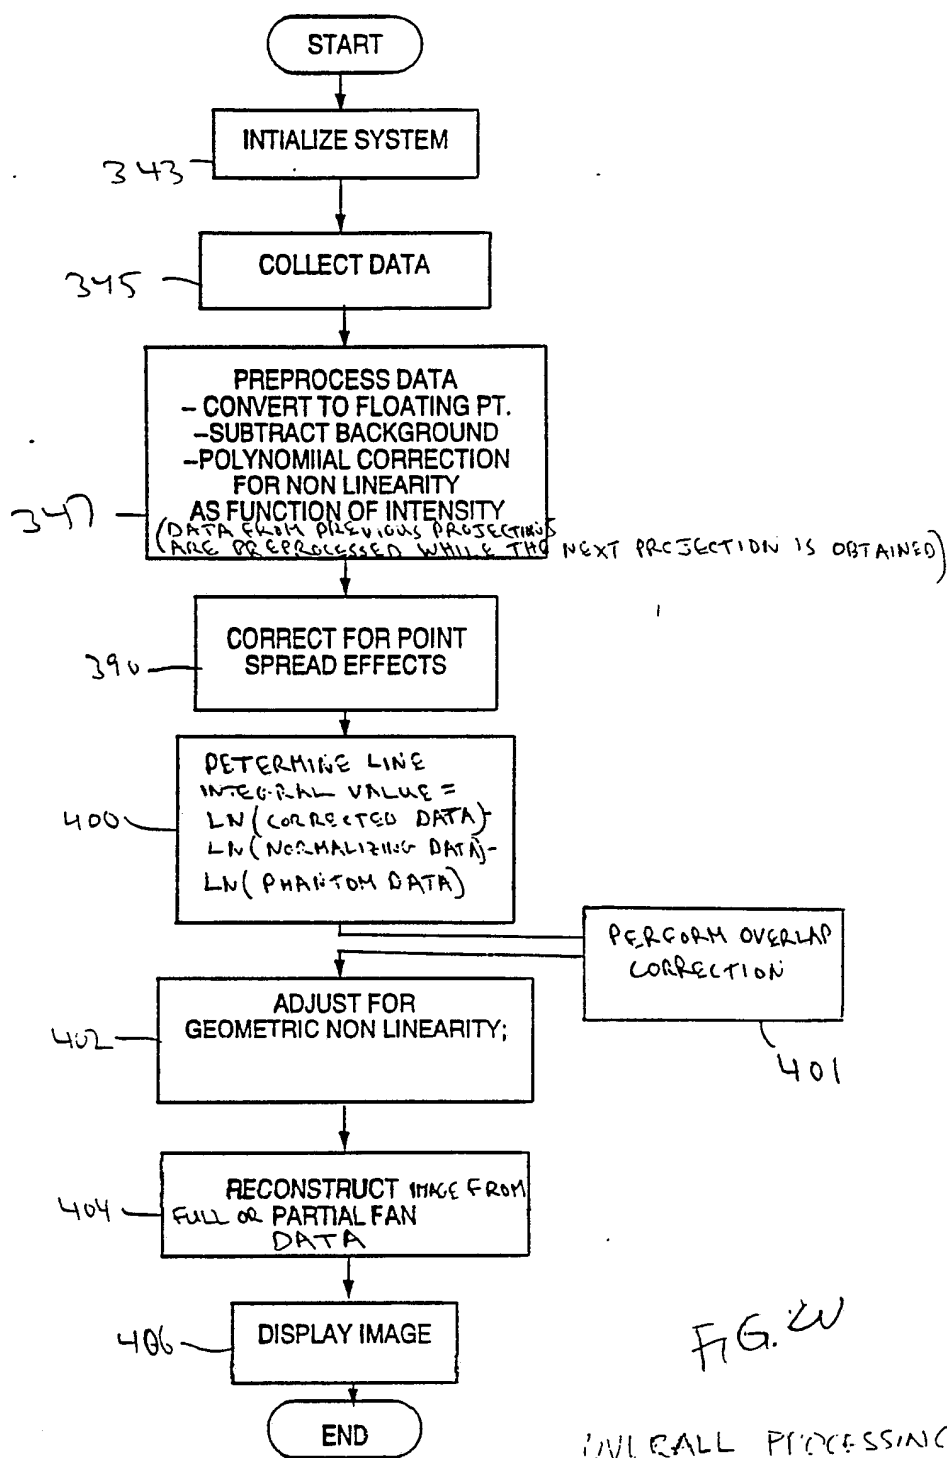 START
INTIALIZE SYSTEM
343
COLLECT DATA
345
PREPROCESS DATA
– CONVERT TO FLOATING PT.
–SUBTRACT BACKGROUND
–POLYNOMIIAL CORRECTION
FOR NON LINEARITY
AS FUNCTION OF INTENSITY
347
(DATA FROM PREVIOUS PROJECTIONS
ARE PREPROCESSED WHILE THE NEXT PROJECTION IS OBTAINED)
CORRECT FOR POINT
SPREAD EFFECTS
390
DETERMINE LINE
INTEGRAL VALUE =
LN(CORRECTED DATA)-
LN(NORMALIZING DATA)-
LN(PHANTOM DATA)
400
PERFORM OVERLAP
CORRECTION
401
ADJUST FOR
GEOMETRIC NON LINEARITY;
402
RECONSTRUCT IMAGE FROM
FULL OR PARTIAL FAN
DATA
404
DISPLAY IMAGE
406
END
FIG.
OVERALL PROCESSING